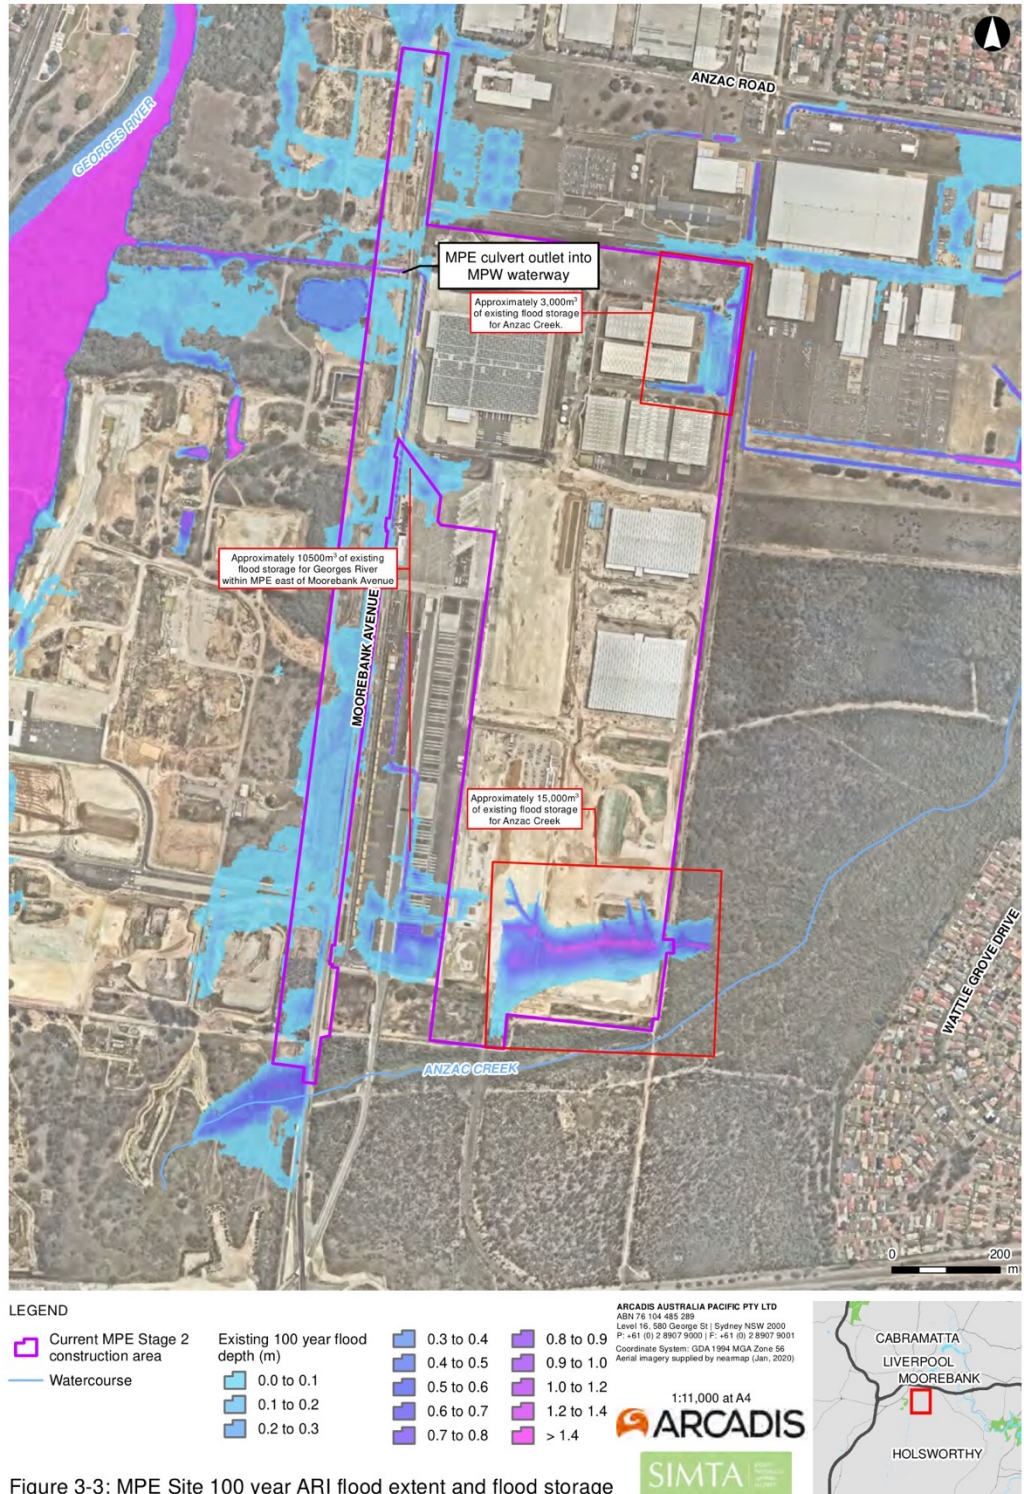 ANZAC ROAD
GEORGES RIVER
MPE culvert outlet into
MPW waterway
Approximately 3,000m³
of existing flood storage
for Anzac Creek.
Approximately 10500m³ of existing
flood storage for Georges River
within MPE east of Moorebank Avenue
MOOREBANK AVENUE
Approximately 15,000m³
of existing flood storage
for Anzac Creek
WATTLE GROVE DRIVE
ANZAC CREEK
0 200
m
LEGEND
Current MPE Stage 2
construction area
Watercourse
Existing 100 year flood
depth (m)
0.0 to 0.1
0.1 to 0.2
0.2 to 0.3
0.3 to 0.4
0.4 to 0.5
0.5 to 0.6
0.6 to 0.7
0.7 to 0.8
0.8 to 0.9
0.9 to 1.0
1.0 to 1.2
1.2 to 1.4
> 1.4
ARCADIS AUSTRALIA PACIFIC PTY LTD
ABN 76 104 485 289
Level 16, 580 George St | Sydney NSW 2000
P: +61 (0) 2 8907 9000 | F: +61 (0) 2 8907 9001
Coordinate System: GDA 1994 MGA Zone 56
Aerial imagery supplied by nearmap (Jan, 2020)
1:11,000 at A4
ARCADIS
SIMTA
CABRAMATTA
LIVERPOOL
MOOREBANK
HOLSWORTHY
Figure 3-3: MPE Site 100 year ARI flood extent and flood storage